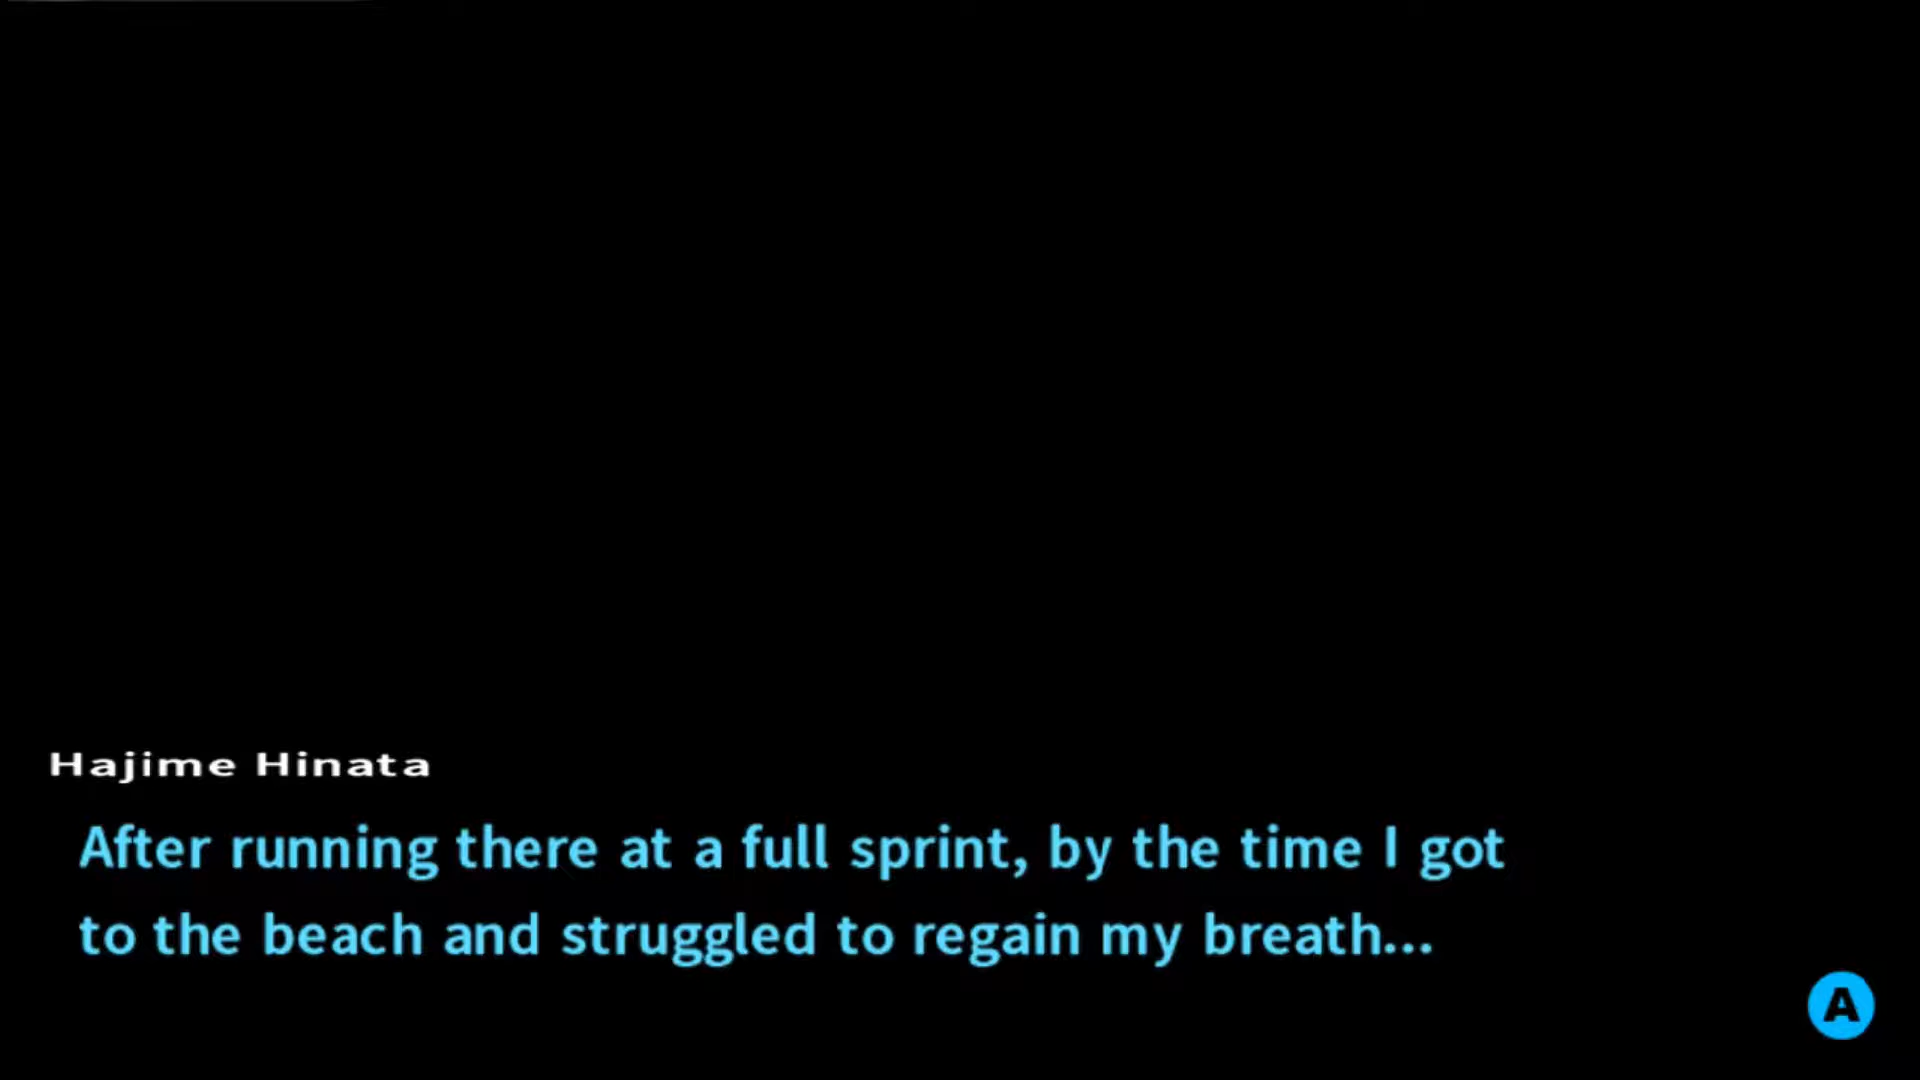 Hajime Hinata
After running there at a full sprint, by the time I got
to the beach and struggled to regain my breath...
A